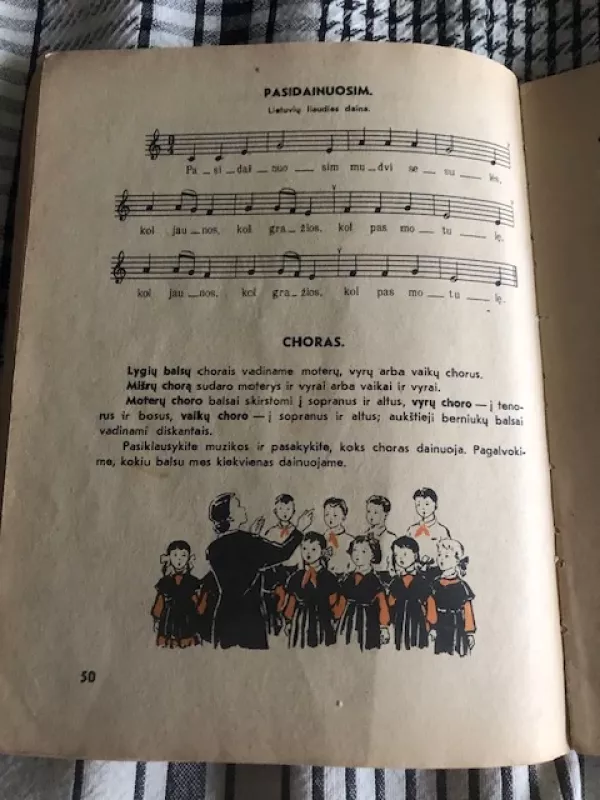 PASIDAINUOSIM.
Lietuvių liaudies daina.
Pa _ si _ dai _ nuo _ sim mu _ dvi se _ su _ lės,
kol jau _ nos, kol gra _ žios, kol pas mo _ tu _ lę.
kol jau _ nos, kol gra _ žios, kol pas mo _ tu _ lę.
CHORAS.
Lygių balsų chorais vadiname moterų, vyrų arba vaikų chorus.
Mišrų chorą sudaro moterys ir vyrai arba vaikai ir vyrai.
Moterų choro balsai skirstomi į sopranus ir altus, vyrų choro — į teno-
rus ir bosus, vaikų choro — į sopranus ir altus; aukštieji berniukų balsai
vadinami diskantais.
Pasiklausykite muzikos ir pasakykite, koks choras dainuoja. Pagalvoki-
me, kokiu balsu mes kiekvienas dainuojame.
50